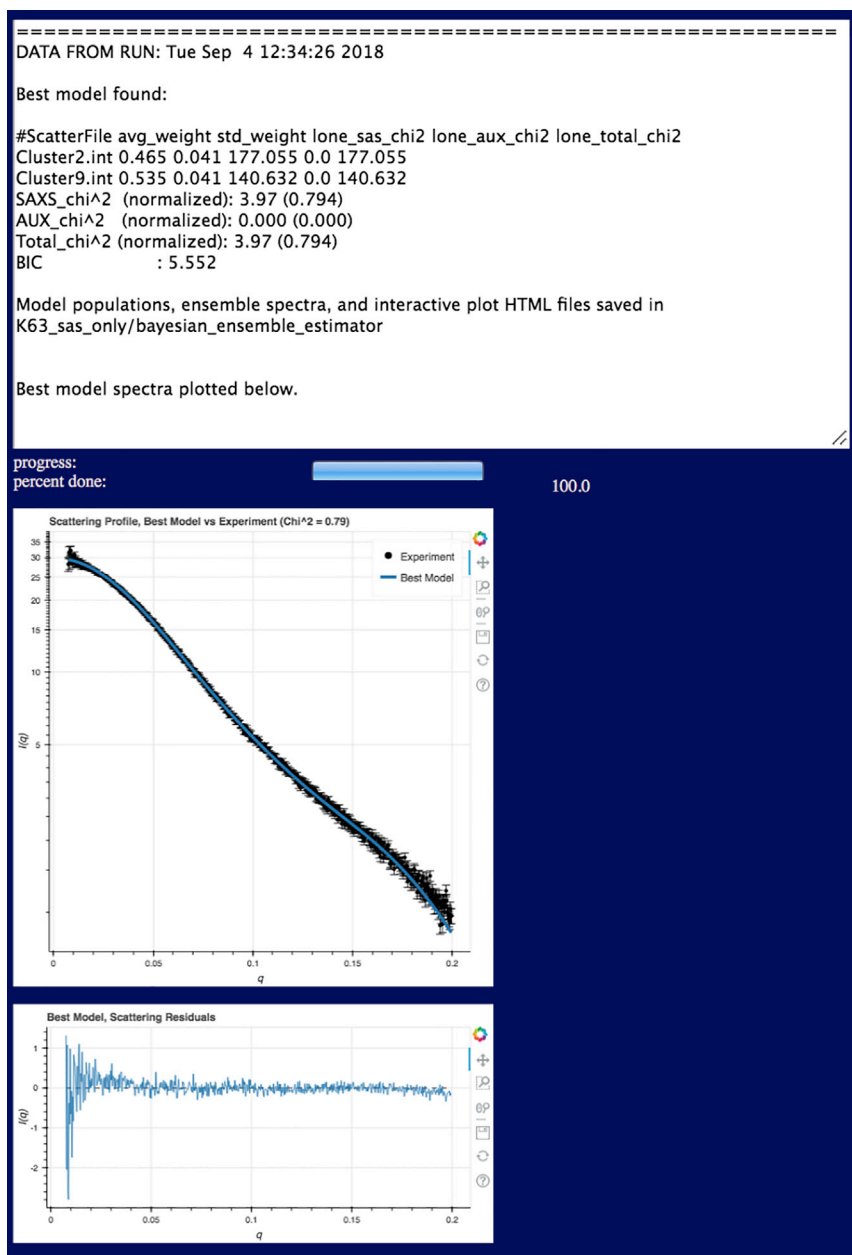 ============================================================
DATA FROM RUN: Tue Sep  4 12:34:26 2018
Best model found:
#ScatterFile avg_weight std_weight lone_sas_chi2 lone_aux_chi2 lone_total_chi2
Cluster2.int 0.465 0.041 177.055 0.0 177.055
Cluster9.int 0.535 0.041 140.632 0.0 140.632
SAXS_chi^2  (normalized): 3.97 (0.794)
AUX_chi^2   (normalized): 0.000 (0.000)
Total_chi^2 (normalized): 3.97 (0.794)
BIC               : 5.552
Model populations, ensemble spectra, and interactive plot HTML files saved in
K63_sas_only/bayesian_ensemble_estimator
Best model spectra plotted below.
progress:
percent done:
100.0
Scattering Profile, Best Model vs Experiment (Chi^2 = 0.79)
Experiment
Best Model
35
30
25
20
15
10
5
I(q)
0 0.05 0.1 0.15 0.2
q
Best Model, Scattering Residuals
1
0
-1
-2
I(q)
0 0.05 0.1 0.15 0.2
q